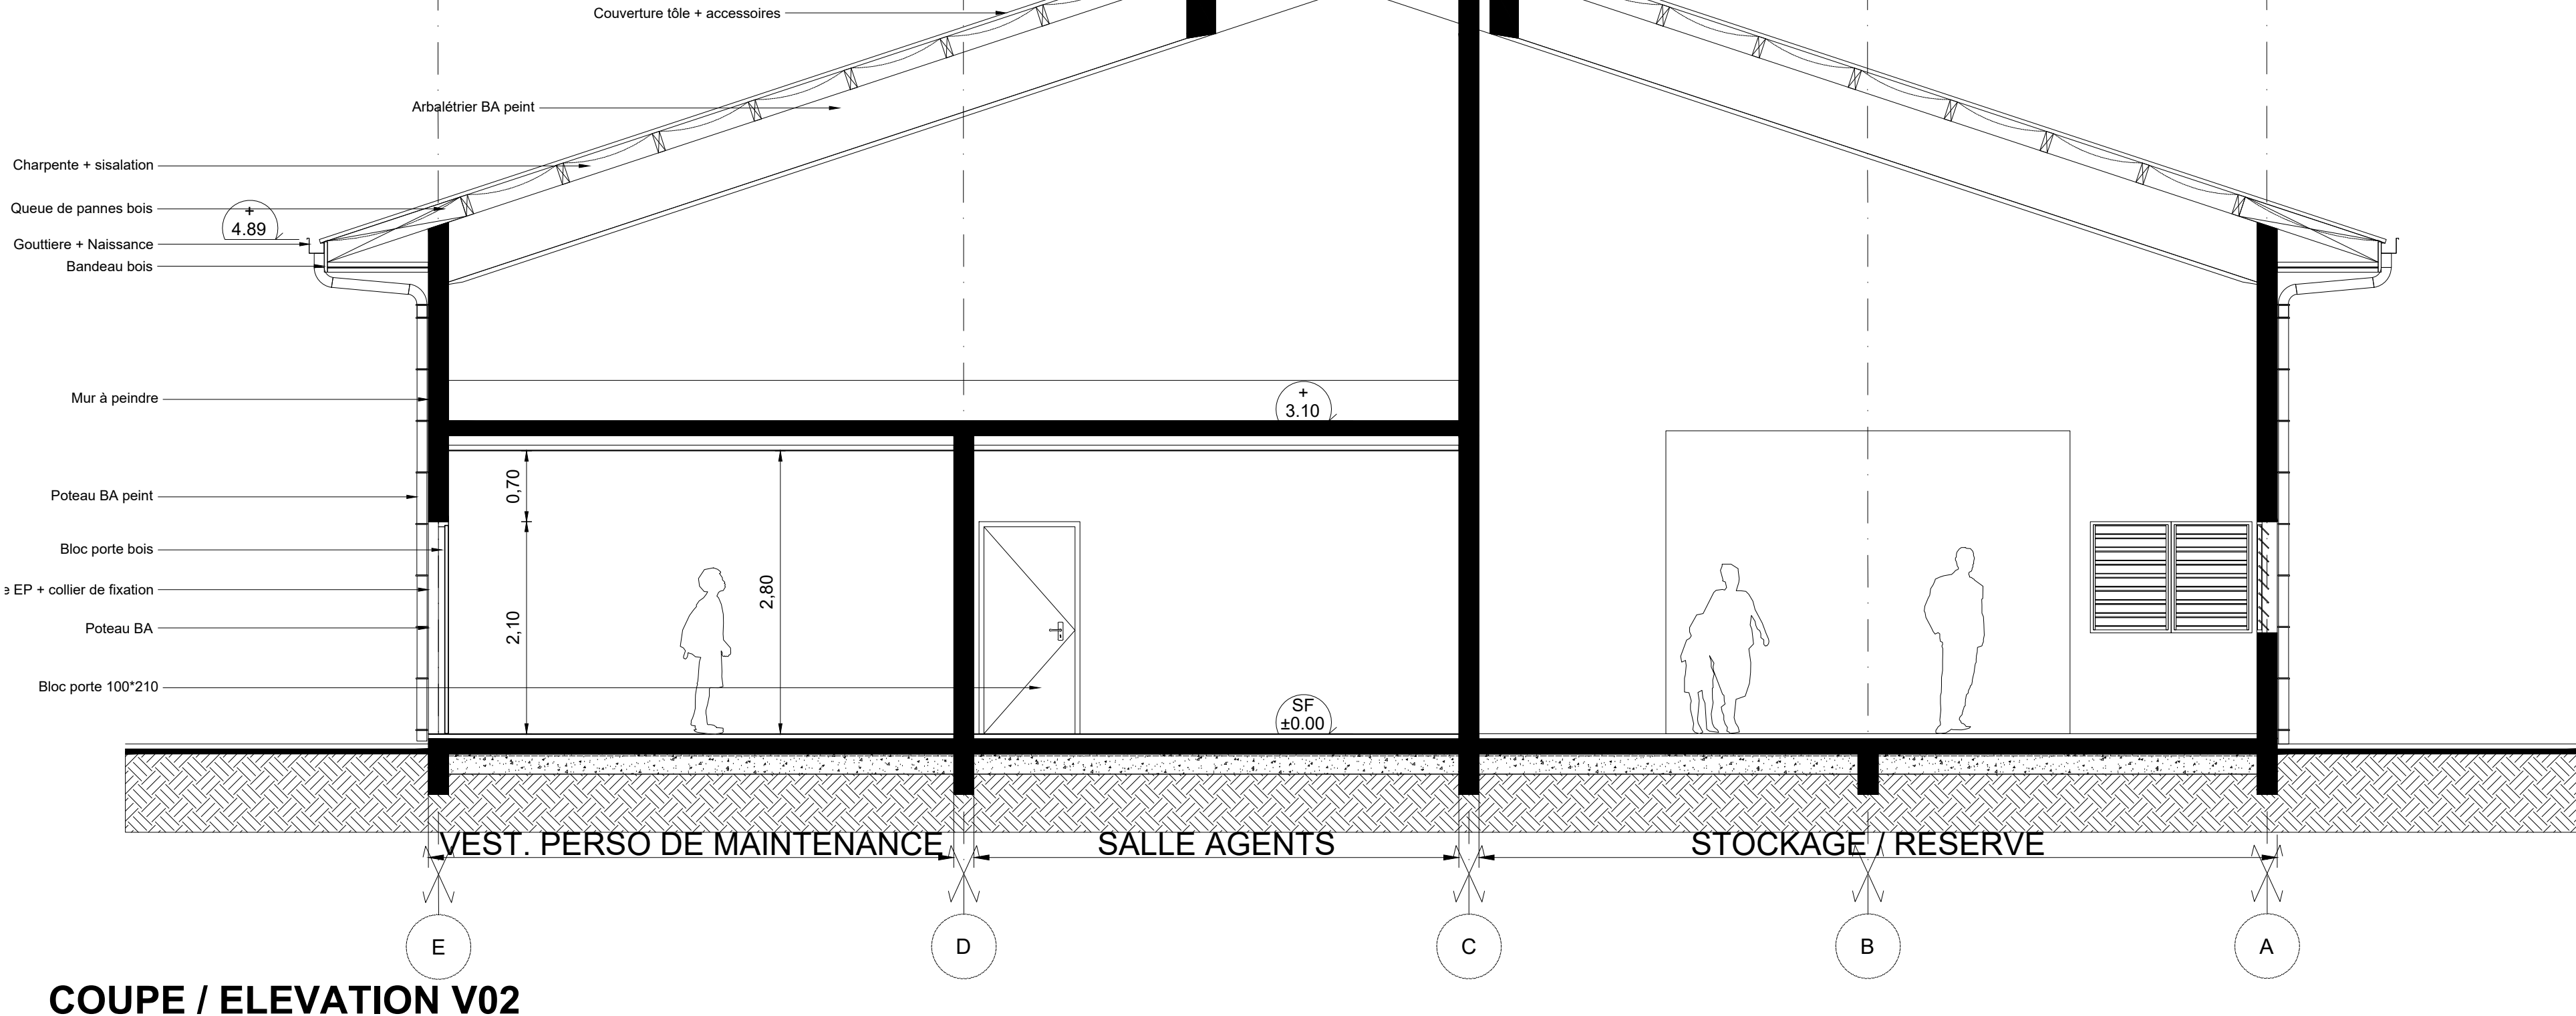 Couverture tôle + accessoires
Arbalétrier BA peint
Charpente + sisalation
Queue de pannes bois
+
4.89
Gouttiere + Naissance
Bandeau bois
Mur à peindre
+
3.10
Poteau BA peint
0,70
Bloc porte bois
2,80
e EP + collier de fixation
2,10
Poteau BA
Bloc porte 100*210
SF
±0.00
VEST. PERSO DE MAINTENANCE
SALLE AGENTS
STOCKAGE / RESERVE
E
D
C
B
A
COUPE / ELEVATION V02